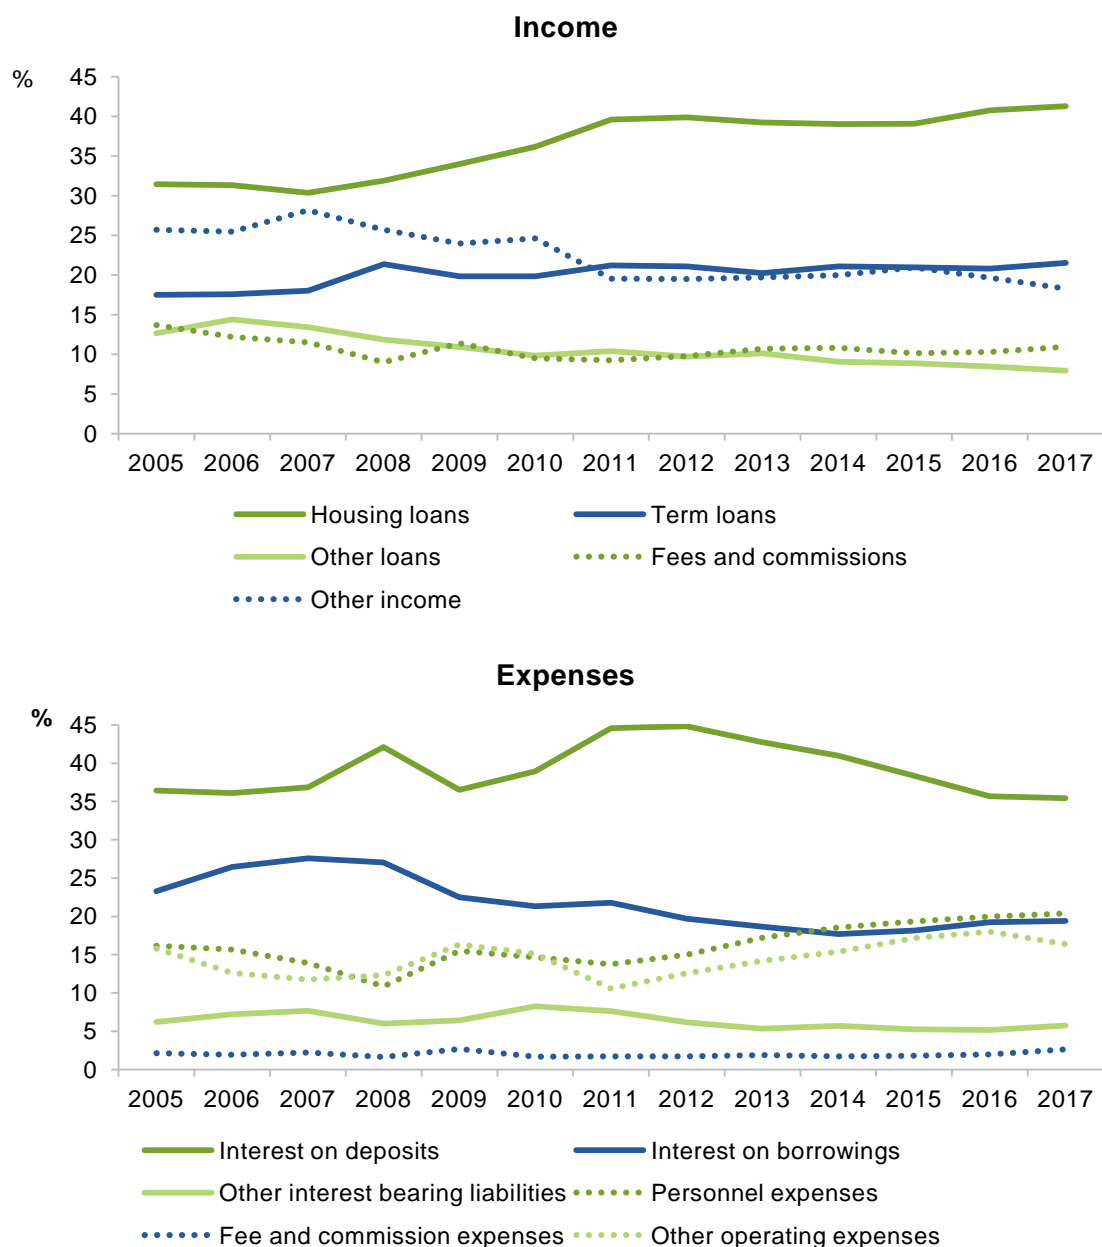 Income
%
45
40
35
30
25
20
15
10
5
0
2005 2006 2007 2008 2009 2010 2011 2012 2013 2014 2015 2016 2017
Housing loans Term loans
Other loans Fees and commissions
Other income
Expenses
%
45
40
35
30
25
20
15
10
5
0
2005 2006 2007 2008 2009 2010 2011 2012 2013 2014 2015 2016 2017
Interest on deposits Interest on borrowings
Other interest bearing liabilities Personnel expenses
Fee and commission expenses Other operating expenses